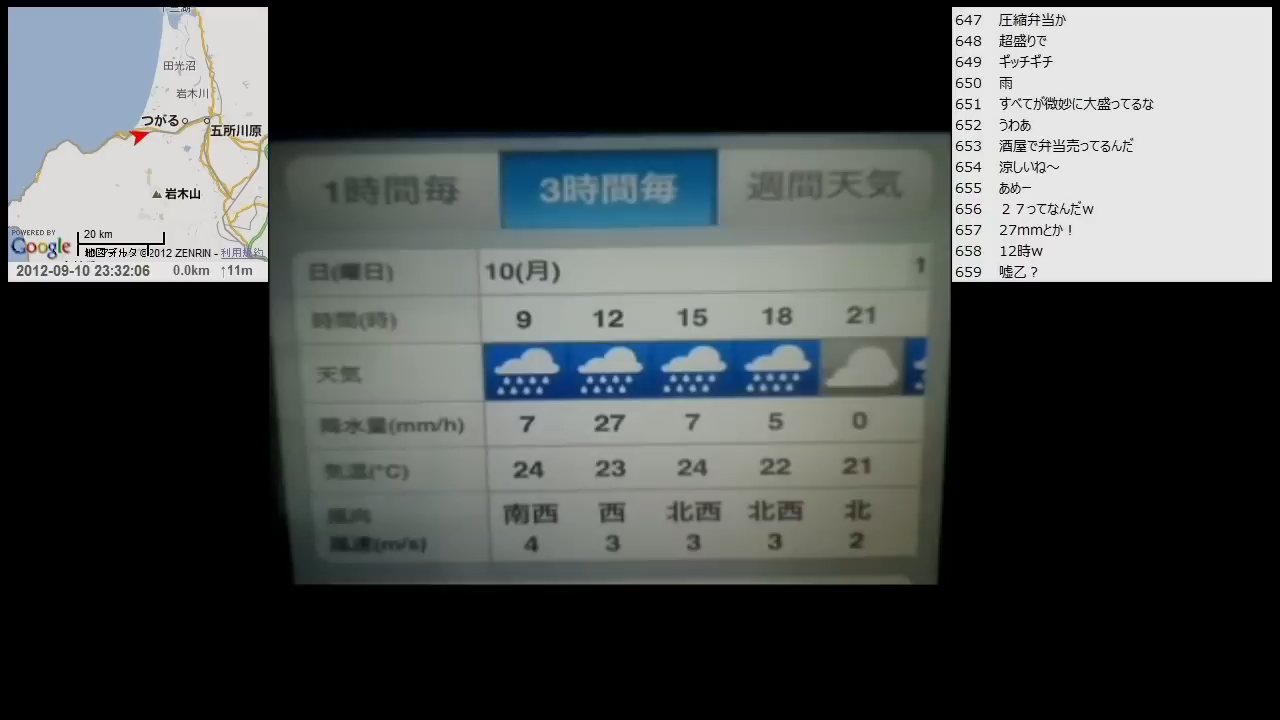 十三湖
田光沼
岩木川
つがる
五所川原
岩木山
POWERED BY
Google
20 km
地図データ ©2012 ZENRIN - 利用規約
2012-09-10 23:32:06 0.0km ↑11m
1時間毎 3時間毎 週間天気
日(曜日) 10(月) 1
時間(時) 9 12 15 18 21
天気
降水量(mm/h) 7 27 7 5 0
気温(°C) 24 23 24 22 21
風向 南西 西 北西 北西 北
風速(m/s) 4 3 3 3 2
647 圧縮弁当か
648 超盛りで
649 ギッチギチ
650 雨
651 すべてが微妙に大盛ってるな
652 うわあ
653 酒屋で弁当売ってるんだ
654 涼しいね～
655 あめー
656 ２７ってなんだｗ
657 27mmとか！
658 12時ｗ
659 嘘乙？